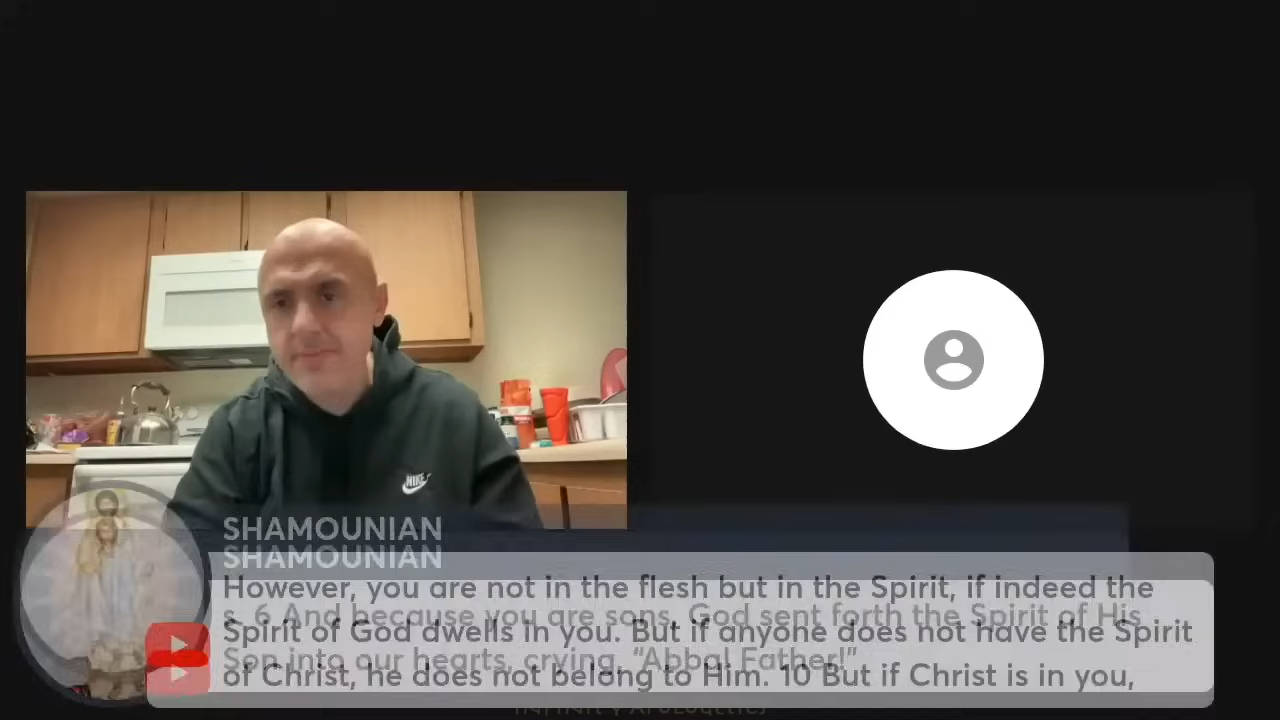 NIKE
SHAMOUNIAN
SHAMOUNIAN
However, you are not in the flesh but in the Spirit, if indeed the
s. 6 And because you are sons, God sent forth the Spirit of His
Spirit of God dwells in you. But if anyone does not have the Spirit
Son into our hearts, crying, “Abba! Father!”
of Christ, he does not belong to Him. 10 But if Christ is in you,
INFINITY APOLOGETICS